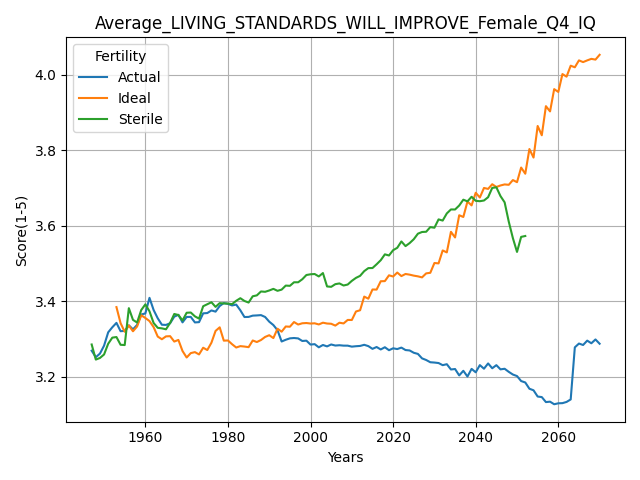 Average_LIVING_STANDARDS_WILL_IMPROVE_Female_Q4_IQ
Fertility
Actual
Ideal
Sterile
Score(1-5)
4.0
3.8
3.6
3.4
3.2
1960 1980 2000 2020 2040 2060
Years